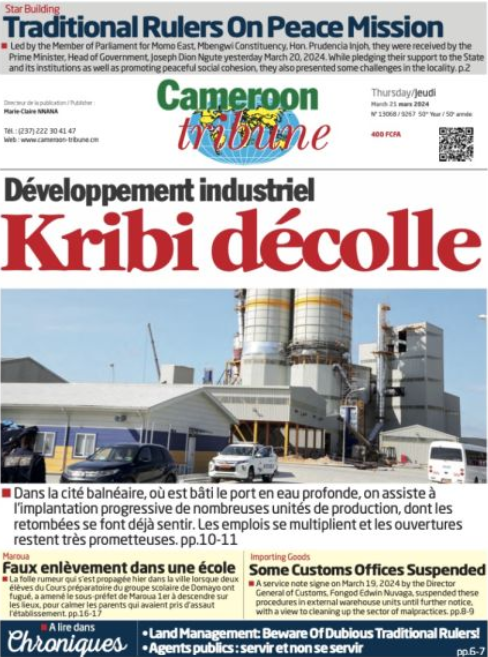 Star Building
Traditional Rulers On Peace Mission
Led by the Member of Parliament for Momo East, Mbengwi Constituency, Hon. Prudencia Injoh, they were received by the
Prime Minister, Head of Government, Joseph Dion Ngute yesterday March 20, 2024. While pledging their support to the State
and its institutions as well as promoting peaceful social cohesion, they also presented some challenges in the locality. p.2
Directeur de la publication / Publisher :
Marie-Claire NNANA
Tél. : (237) 222 30 41 47
Web : www.cameroon-tribune.cm
Cameroon
tribune
Thursday/Jeudi
March 21 mars 2024
N° 13068 / 9267 50th Year / 50e année
400 FCFA
Développement industriel
Kribi décolle
Dans la cité balnéaire, où est bâti le port en eau profonde, on assiste à
l'implantation progressive de nombreuses unités de production, dont les
retombées se font déjà sentir. Les emplois se multiplient et les ouvertures
restent très prometteuses. pp.10-11
Maroua
Faux enlèvement dans une école
La folle rumeur qui s'est propagée hier dans la ville lorsque deux
élèves du Cours préparatoire du groupe scolaire de Domayo ont
fugué, a amené le sous-préfet de Maroua 1er à descendre sur
les lieux, pour calmer les parents qui avaient pris d'assaut
l'établissement. pp.16-17
Importing Goods
Some Customs Offices Suspended
A service note sign on March 19, 2024 by the Director
General of Customs, Fongod Edwin Nuvaga, suspended these
procedures in external warehouse units until further notice,
with a view to cleaning up the sector of malpractices. pp.8-9
A lire dans
Chroniques
• Land Management: Beware Of Dubious Traditional Rulers!
• Agents publics : servir et non se servir
pp.6-7